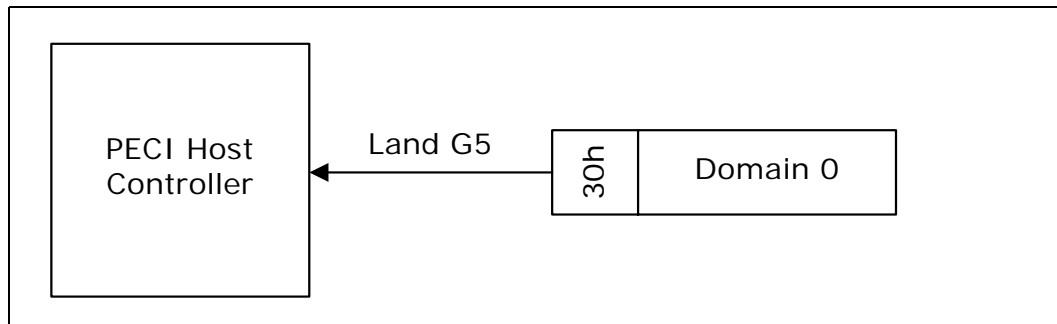 PECI Host
Controller
Land G5
30h
Domain 0